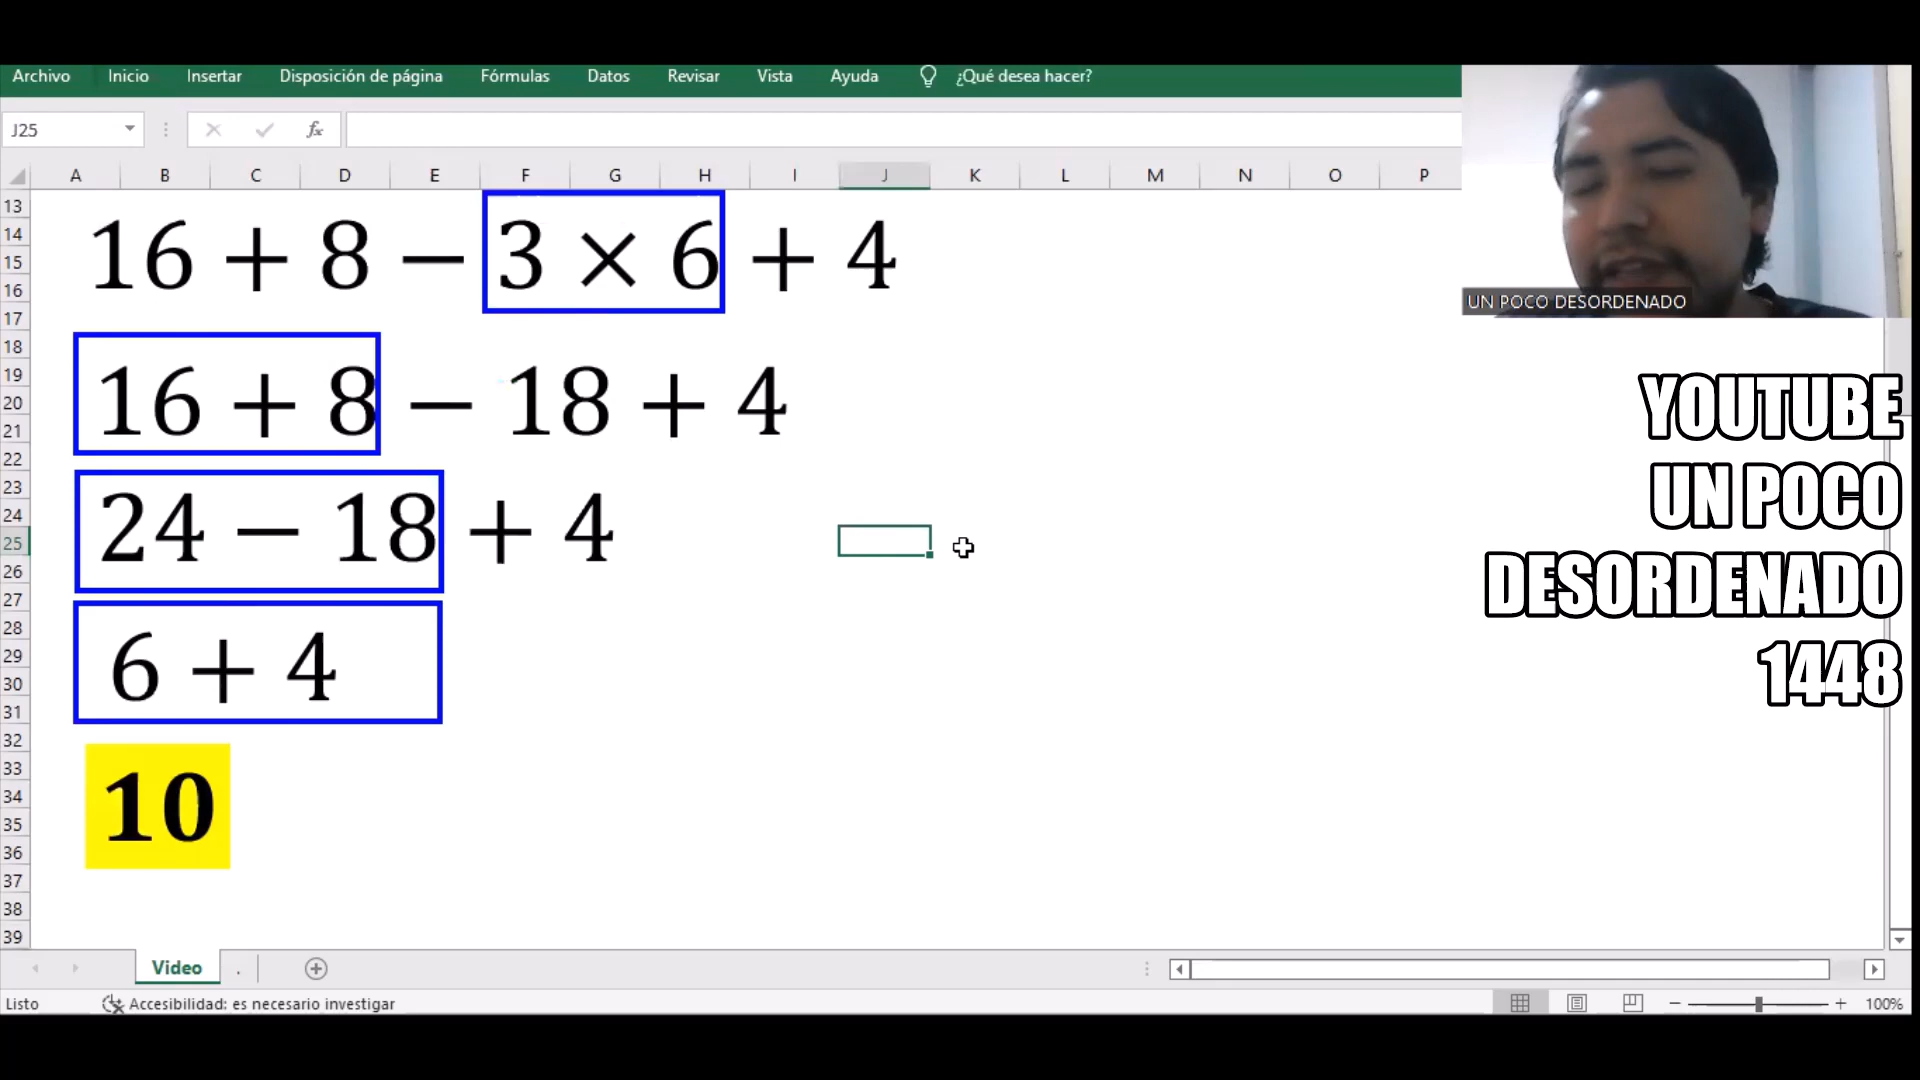 Archivo Inicio Insertar Disposición de página Fórmulas Datos Revisar Vista Ayuda ¿Qué desea hacer?
J25 fx
A B C D E F G H I J K L M N O P
13
14
15
16
17
18
19
20
21
22
23
24
25
26
27
28
29
30
31
32
33
34
35
36
37
38
39
16 + 8 − 3 × 6 + 4
16 + 8 − 18 + 4
24 − 18 + 4
6 + 4
10
UN POCO DESORDENADO
YOUTUBE
UN POCO
DESORDENADO
1448
Video .
Listo Accesibilidad: es necesario investigar 100%